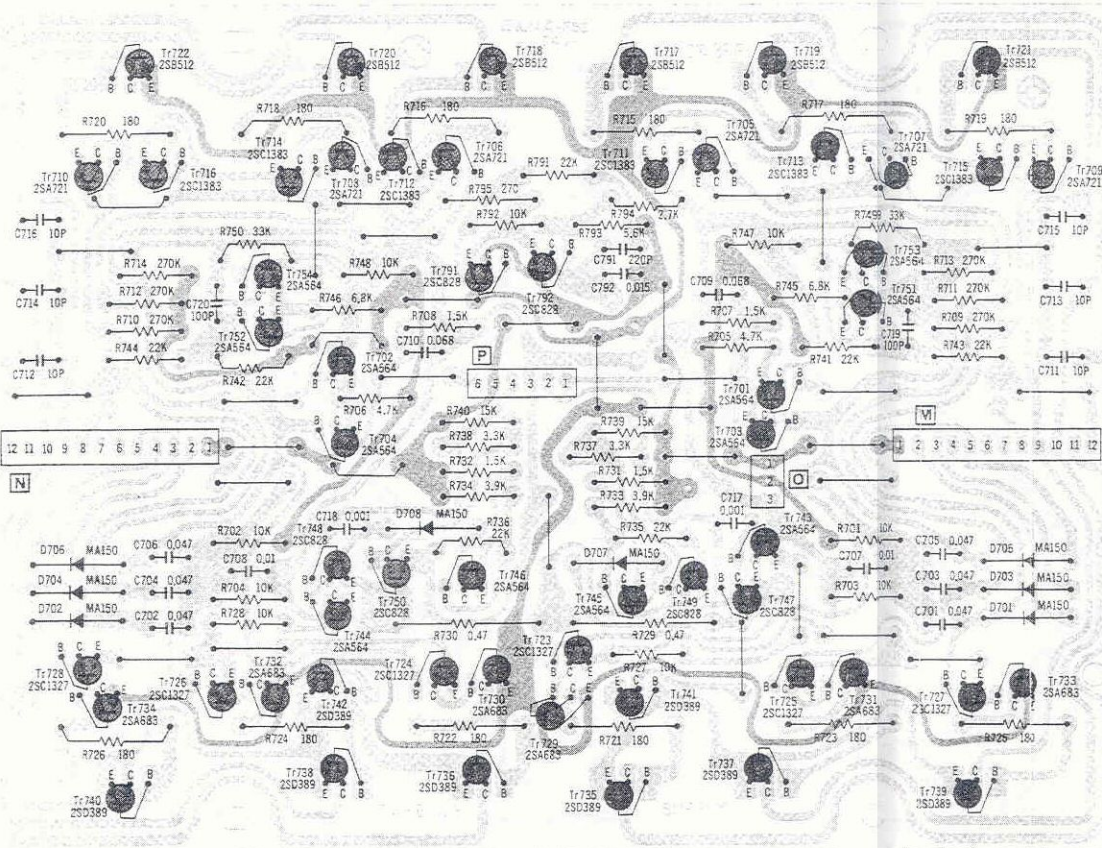 Tr722
2SB512
B C E
Tr720
2SB512
B C E
Tr718
2SB512
B C E
Tr717
2SB512
B C E
Tr719
2SB512
B C E
Tr721
2SB512
B C E
R720 180
R718 180
R716 180
R715 180
R717 180
R719 180
Tr710
2SA721
E C B
Tr716
2SC1383
E C B
Tr714
2SC1383
E C B
Tr708
2SA721
E C B
Tr712
2SC1383
E C B
Tr706
2SA721
E C B
R791 22K
Tr711
2SC1383
E C B
Tr705
2SA721
E C B
Tr713
2SC1383
E C B
Tr707
2SA721
E C B
Tr715
2SC1383
E C B
Tr709
2SA721
E C B
R795 270
R792 10K
R794
2.7K
R793 5.6K
C716 10P
C715 10P
R750 33K
R749 33K
R747 10K
R714 270K
R712 270K
R710 270K
R744 22K
C714 10P
C712 10P
C720
100P
Tr754
2SA564
B C E
Tr752
2SA564
B C E
R748 10K
R746 6.8K
Tr791
2SC828
E C B
Tr792
2SC828
E C B
C791 220P
C792 0.015
R708 1.5K
C710 0.068
C709 0.068
R745 6.8K
R707 1.5K
R705 4.7K
Tr753
2SA564
E C B
Tr751
2SA564
E C B
C719
100P
R713 270K
R711 270K
R709 270K
R743 22K
C713 10P
C711 10P
R741 22K
R742 22K
Tr702
2SA564
B C E
P
6 5 4 3 2 1
R706 4.7K
Tr704
2SA564
B C E
R740 15K
R738 3.3K
R732 1.5K
R734 3.9K
R739 15K
R737 3.3K
R731 1.5K
R733 3.9K
Tr701
2SA564
B C E
Tr703
2SA564
B C E
M
12 11 10 9 8 7 6 5 4 3 2 1
1 2 3 4 5 6 7 8 9 10 11 12
N
O
1
2
3
C718 0.001
D708 MA150
R736
22K
C717
0.001
R735 22K
Tr743
2SA564
B C E
R702 10K
C708 0.01
R704 10K
R728 10K
Tr748
2SC828
B C E
Tr744
2SA564
B C E
Tr750
2SC828
B C E
Tr746
2SA564
B C E
D707 MA150
Tr745
2SA564
B C E
Tr749
2SC828
B C E
Tr747
2SC828
B C E
R701 10K
C707 0.01
R703 10K
D706 MA150
D704 MA150
D702 MA150
C706 0.047
C704 0.047
C702 0.047
C705 0.047
C703 0.047
C701 0.047
D705 MA150
D703 MA150
D701 MA150
R730 0.47
R729 0.47
R727 10K
Tr728
2SC1327
B C E
Tr734
2SA683
B C E
Tr726
2SC1327
B C E
Tr732
2SA683
B C E
Tr742
2SD389
E C B
Tr724
2SC1327
B C E
Tr730
2SA683
B C E
Tr723
2SC1327
B C E
Tr729
2SA683
B C E
Tr741
2SD389
E C B
Tr725
2SC1327
B C E
Tr731
2SA683
B C E
Tr727
2SC1327
B C E
Tr733
2SA683
B C E
R726 180
R724 180
R722 180
R721 180
R723 180
R725 180
Tr740
2SD389
E C B
Tr738
2SD389
E C B
Tr736
2SD389
E C B
Tr735
2SD389
E C B
Tr737
2SD389
E C B
Tr739
2SD389
E C B